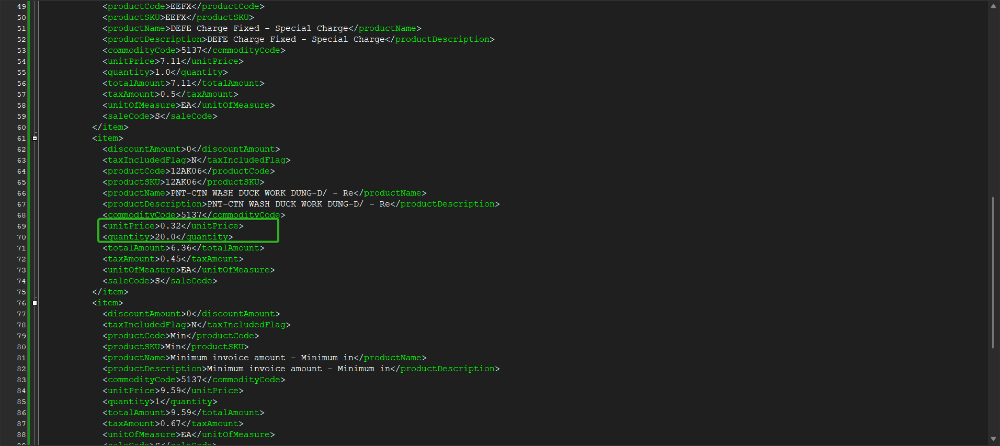 49 <productCode>EEFX</productCode>
50 <productSKU>EEFX</productSKU>
51 <productName>DEFE Charge Fixed - Special Charge</productName>
52 <productDescription>DEFE Charge Fixed - Special Charge</productDescription>
53 <commodityCode>5137</commodityCode>
54 <unitPrice>7.11</unitPrice>
55 <quantity>1.0</quantity>
56 <totalAmount>7.11</totalAmount>
57 <taxAmount>0.5</taxAmount>
58 <unitOfMeasure>EA</unitOfMeasure>
59 <saleCode>S</saleCode>
60 </item>
61 <item>
62 <discountAmount>0</discountAmount>
63 <taxIncludedFlag>N</taxIncludedFlag>
64 <productCode>12AK06</productCode>
65 <productSKU>12AK06</productSKU>
66 <productName>PNT-CTN WASH DUCK WORK DUNG-D/ - Re</productName>
67 <productDescription>PNT-CTN WASH DUCK WORK DUNG-D/ - Re</productDescription>
68 <commodityCode>5137</commodityCode>
69 <unitPrice>0.32</unitPrice>
70 <quantity>20.0</quantity>
71 <totalAmount>6.36</totalAmount>
72 <taxAmount>0.45</taxAmount>
73 <unitOfMeasure>EA</unitOfMeasure>
74 <saleCode>S</saleCode>
75 </item>
76 <item>
77 <discountAmount>0</discountAmount>
78 <taxIncludedFlag>N</taxIncludedFlag>
79 <productCode>Min</productCode>
80 <productSKU>Min</productSKU>
81 <productName>Minimum invoice amount - Minimum in</productName>
82 <productDescription>Minimum invoice amount - Minimum in</productDescription>
83 <commodityCode>5137</commodityCode>
84 <unitPrice>9.59</unitPrice>
85 <quantity>1</quantity>
86 <totalAmount>9.59</totalAmount>
87 <taxAmount>0.67</taxAmount>
88 <unitOfMeasure>EA</unitOfMeasure>
89 <saleCode>S</saleCode>